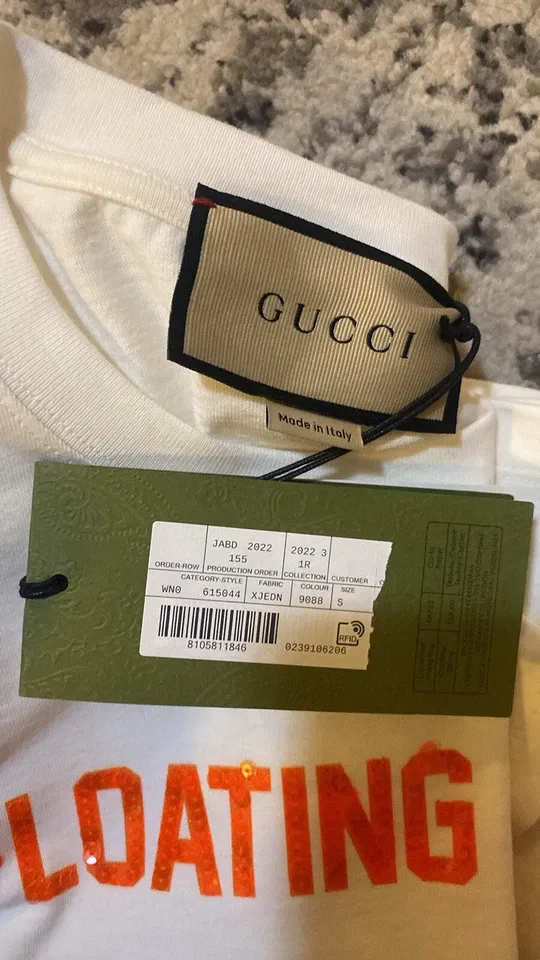 GUCCI
Made in Italy
JABD 2022 2022 3
155 1R
ORDER-ROW PRODUCTION ORDER COLLECTION CUSTOMER
CATEGORY-STYLE FABRIC COLOUR SIZE
WN0 615044 XJEDN 9088 S
RFID
8105811846 0239106206
LOATING